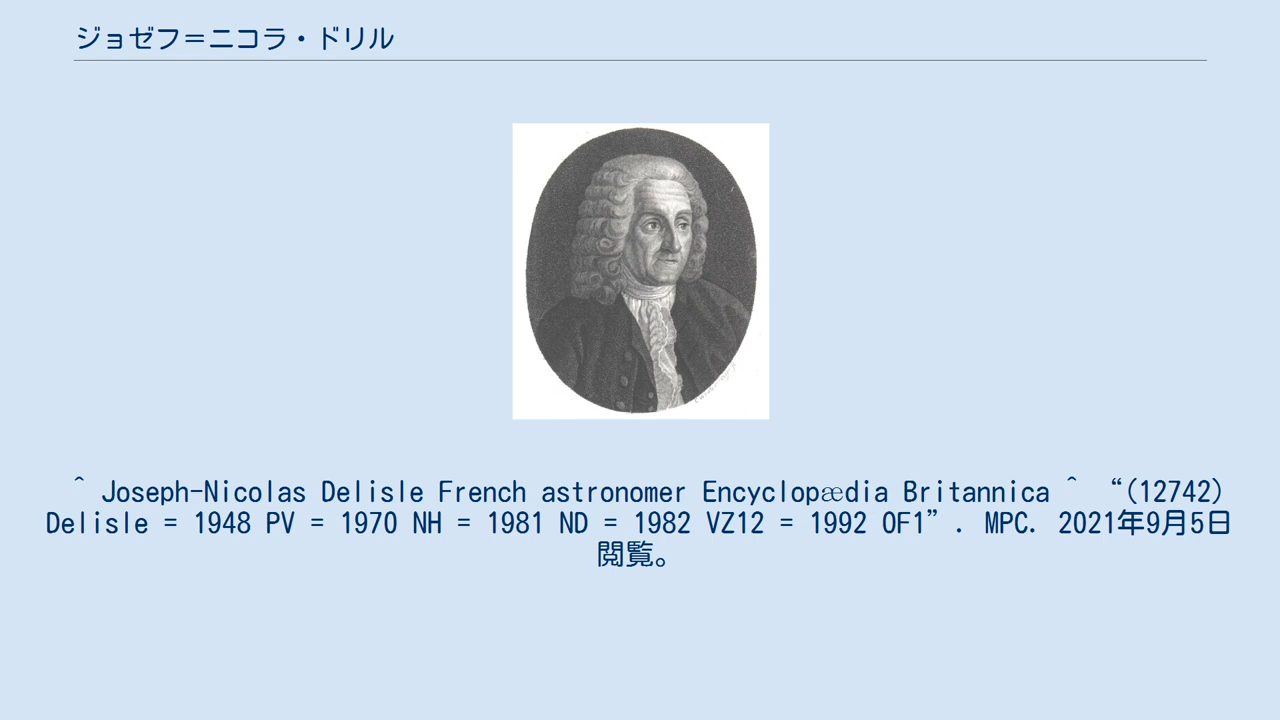 ジョゼフ＝ニコラ・ドリル
^ Joseph-Nicolas Delisle French astronomer Encyclopædia Britannica ^ “(12742)
Delisle = 1948 PV = 1970 NH = 1981 ND = 1982 VZ12 = 1992 OF1”. MPC. 2021年9月5日
閲覧。